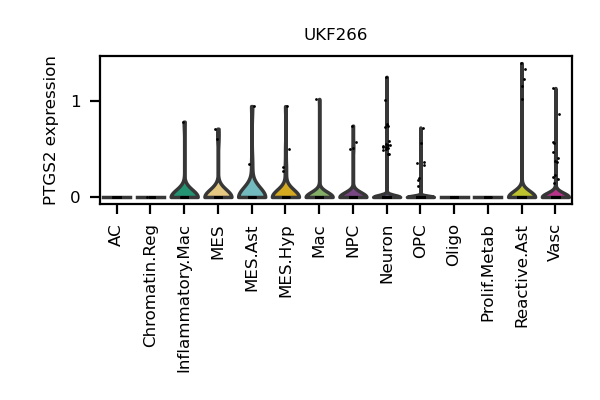 UKF266
PTGS2 expression
1
0
AC
Chromatin.Reg
Inflammatory.Mac
MES
MES.Ast
MES.Hyp
Mac
NPC
Neuron
OPC
Oligo
Prolif.Metab
Reactive.Ast
Vasc